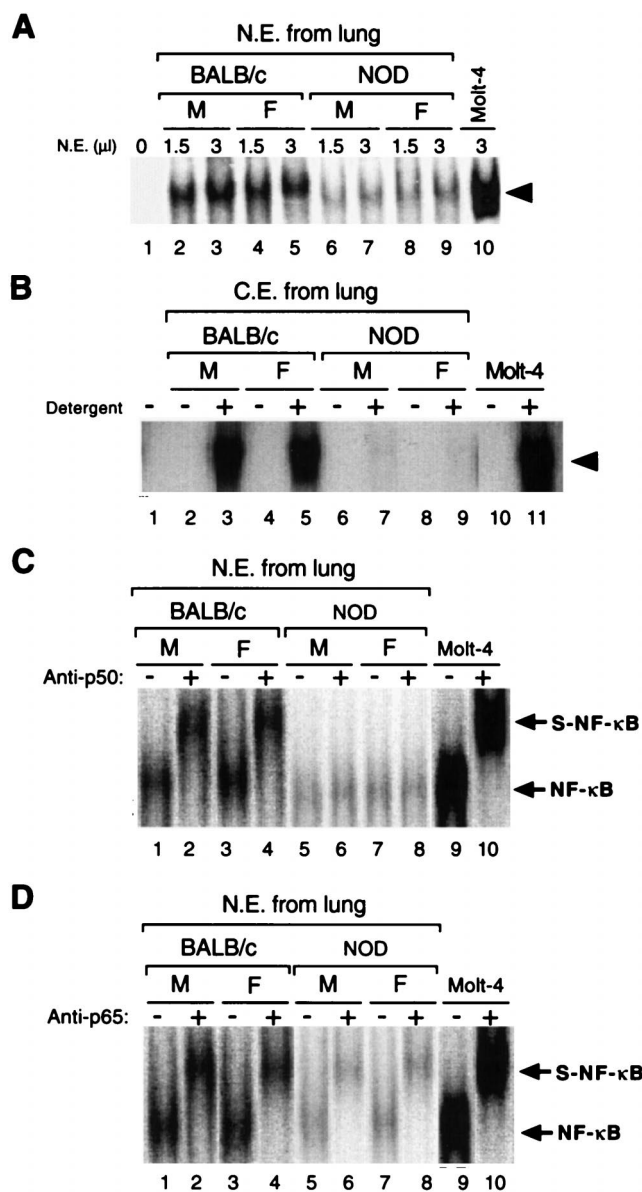 A
N.E. from lung
BALB/c NOD
M F M F Molt-4
N.E. (µl) 0 1.5 3 1.5 3 1.5 3 1.5 3 3
1 2 3 4 5 6 7 8 9 10
B
C.E. from lung
BALB/c NOD
M F M F Molt-4
Detergent - - + - + - + - + - +
1 2 3 4 5 6 7 8 9 10 11
C
N.E. from lung
BALB/c NOD
M F M F Molt-4
Anti-p50: - + - + - + - + - +
S-NF-κB
NF-κB
1 2 3 4 5 6 7 8 9 10
D
N.E. from lung
BALB/c NOD
M F M F Molt-4
Anti-p65: - + - + - + - + - +
S-NF-κB
NF-κB
1 2 3 4 5 6 7 8 9 10